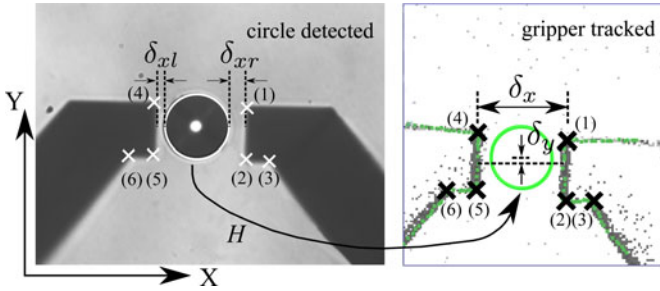 circle detected
δxl
δxr
(4)
(1)
Y
(6)
(5)
(2)
(3)
H
X
gripper tracked
δx
(4)
(1)
δy
(6)
(5)
(2)(3)